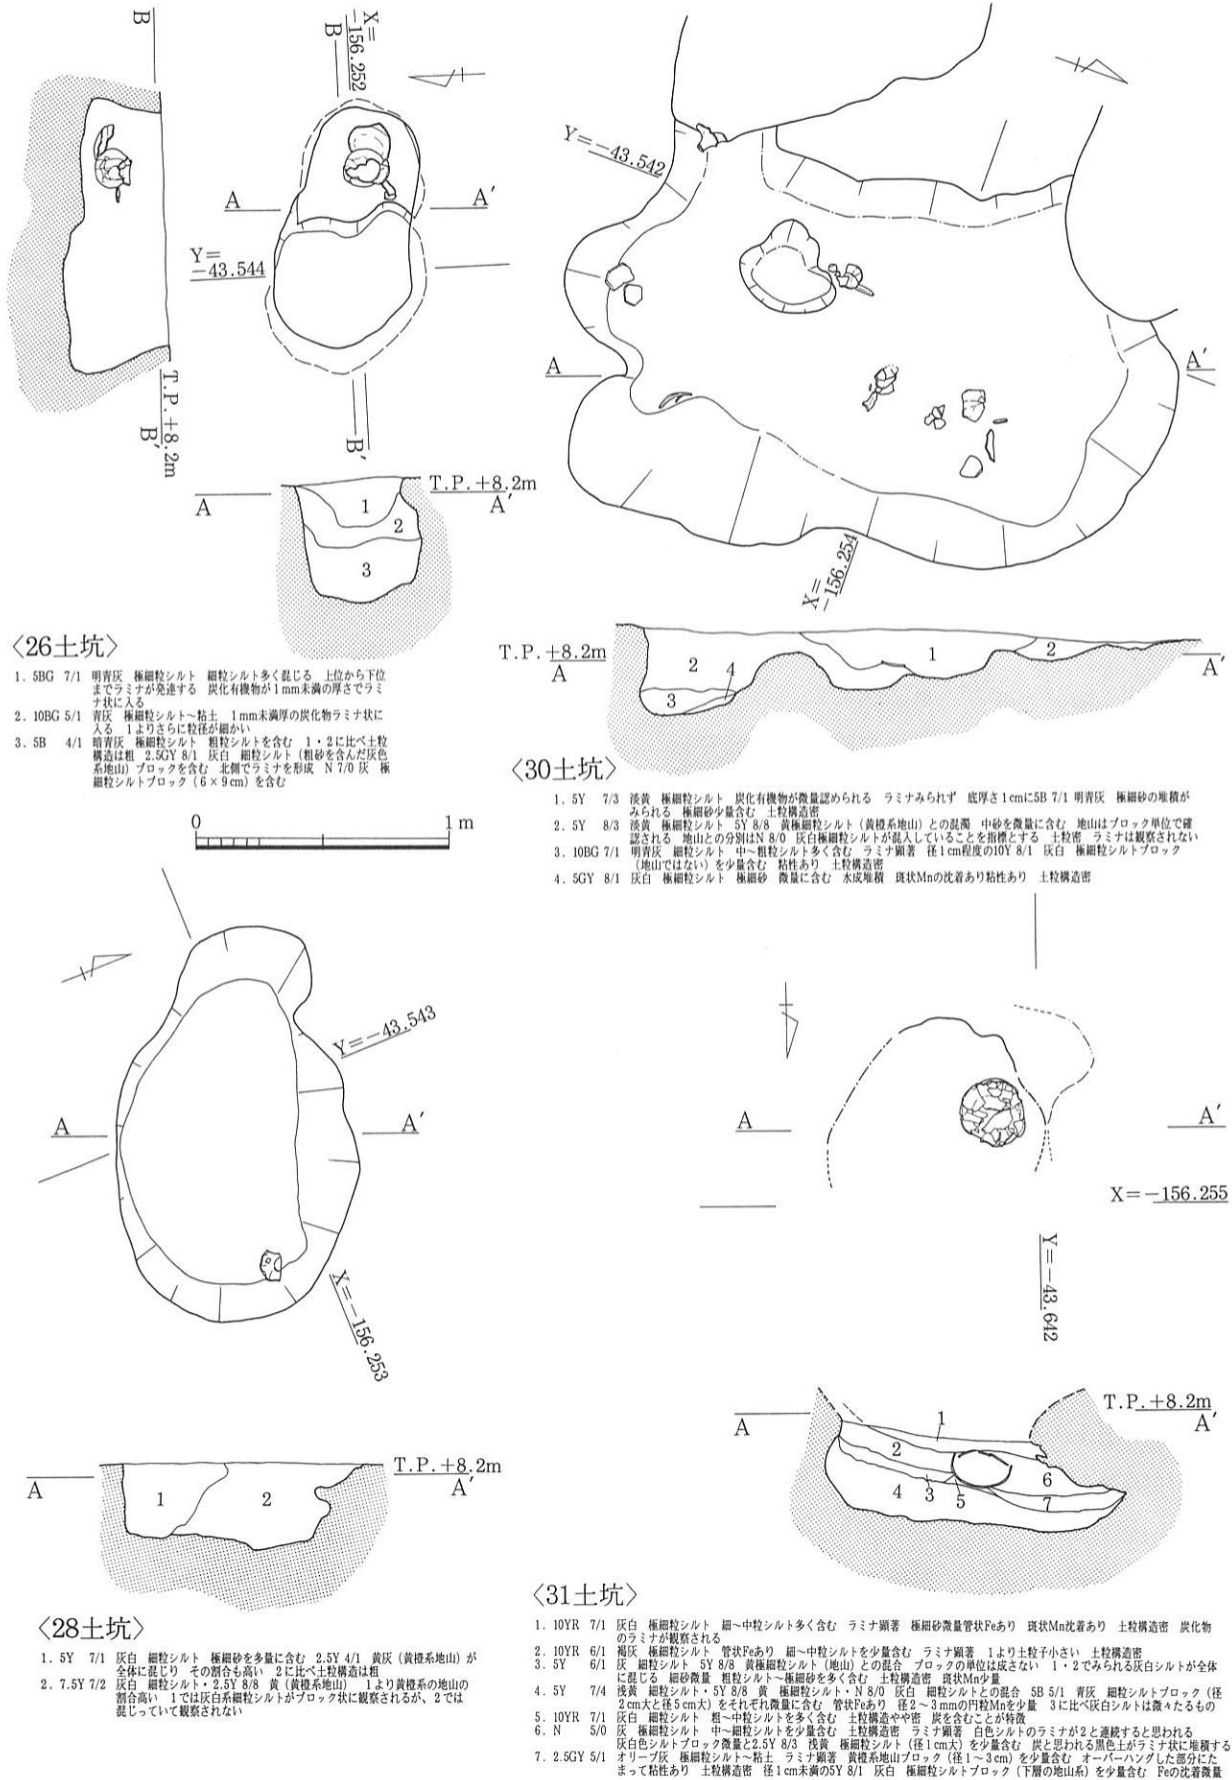 B
X=
-156.252
B
A
A′
Y=
-43.544
B′
T.P.+8.2m
B′
Y=-43.542
A
A′
X=
-156.254
A
T.P.+8.2m
A′
1
2
3
〈26土坑〉
1. 5BG 7/1 明青灰 極細粒シルト 細粒シルト多く混じる 上位から下位
までラミナが発達する 炭化有機物が1mm未満の厚さでラミ
ナ状に入る
2. 10BG 5/1 青灰 極細粒シルト～粘土 1mm未満厚の炭化物ラミナ状に
入る 1よりさらに粒径が細かい
3. 5B 4/1 暗青灰 極細粒シルト 粗粒シルトを含む 1・2に比べ土粒
構造は粗 2.5GY 8/1 灰白 細粒シルト(粗砂を含んだ灰色
系地山)ブロックを含む 北側でラミナを形成 N 7/0 灰 極
細粒シルトブロック(6×9cm)を含む
T.P.+8.2m
A
A′
1
2
2
3
4
〈30土坑〉
1. 5Y 7/3 淡黄 極細粒シルト 炭化有機物が微量認められる ラミナみられず 底厚さ1cmに5B 7/1 明青灰 極細砂の堆積が
みられる 極細砂少量含む 土粒構造密
2. 5Y 8/3 淡黄 極細粒シルト 5Y 8/8 黄極細粒シルト(黄橙系地山)との混濁 中砂を微量に含む 地山はブロック単位で確
認される 地山との分別はN 8/0 灰白極細粒シルトが混入していることを指標とする 土粒密 ラミナは観察されない
3. 10BG 7/1 明青灰 細粒シルト 中～粗粒シルト多く含む ラミナ顕著 径1cm程度の10Y 8/1 灰白 極細粒シルトブロック
(地山ではない)を少量含む 粘性あり 土粒構造密
4. 5GY 8/1 灰白 極細粒シルト 極細砂 微量に含む 水成堆積 斑状Mnの沈着あり粘性あり 土粒構造密
0
1 m
Y=-43.543
A
A′
X=-156.253
A
T.P.+8.2m
A′
1
2
〈28土坑〉
1. 5Y 7/1 灰白 細粒シルト 極細砂を多量に含む 2.5Y 4/1 黄灰(黄橙系地山)が
全体に混じり その割合も高い 2に比べ土粒構造は粗
2. 7.5Y 7/2 灰白 細粒シルト・2.5Y 8/8 黄(黄橙系地山) 1より黄橙系の地山の
割合高い 1では灰白系細粒シルトがブロック状に観察されるが、2では
混じっていて観察されない
A
A′
X=-156.255
Y=-43.642
A
T.P.+8.2m
A′
1
2
3
4
5
6
7
〈31土坑〉
1. 10YR 7/1 灰白 極細粒シルト 細～中粒シルト多く含む ラミナ顕著 極細砂微量管状Feあり 斑状Mn沈着あり 土粒構造密 炭化物
のラミナが観察される
2. 10YR 6/1 褐灰 極細粒シルト 管状Feあり 細～中粒シルトを少量含む ラミナ顕著 1より土粒子小さい 土粒構造密
3. 5Y 6/1 灰 細粒シルト 5Y 8/8 黄極細粒シルト(地山)との混合 ブロックの単位は成さない 1・2でみられる灰白シルトが全体
に混じる 細砂微量 粗粒シルト～極細砂を多く含む 土粒構造密 斑状Mn少量
4. 5Y 7/4 浅黄 細粒シルト・5Y 8/8 黄 極細粒シルト・N 8/0 灰白 細粒シルトとの混合 5B 5/1 青灰 細粒シルトブロック(径
2cm大と径5cm大)をそれぞれ微量に含む 管状Feあり 径2～3mmの円粒Mnを少量 3に比べ灰白シルトは微々たるもの
5. 10YR 7/1 灰白 細粒シルト 粗～中粒シルトを多く含む 土粒構造やや密 炭を含むことが特徴
6. N 5/0 灰 極細粒シルト 中～細粒シルトを少量含む 土粒構造密 ラミナ顕著 白色シルトのラミナが2と連続すると思われる
灰白色シルトブロック微量と2.5Y 8/3 浅黄 極細粒シルト(径1cm大)を少量含む 炭と思われる黒色土がラミナ状に堆積する
7. 2.5GY 5/1 オリーブ灰 極細粒シルト～粘土 ラミナ顕著 黄橙系地山ブロック(径1～3cm)を少量含む オーバーハングした部分にた
まって粘性あり 土粒構造密 径1cm未満の5Y 8/1 灰白 極細粒シルトブロック(下層の地山系)を少量含む Feの沈着微量